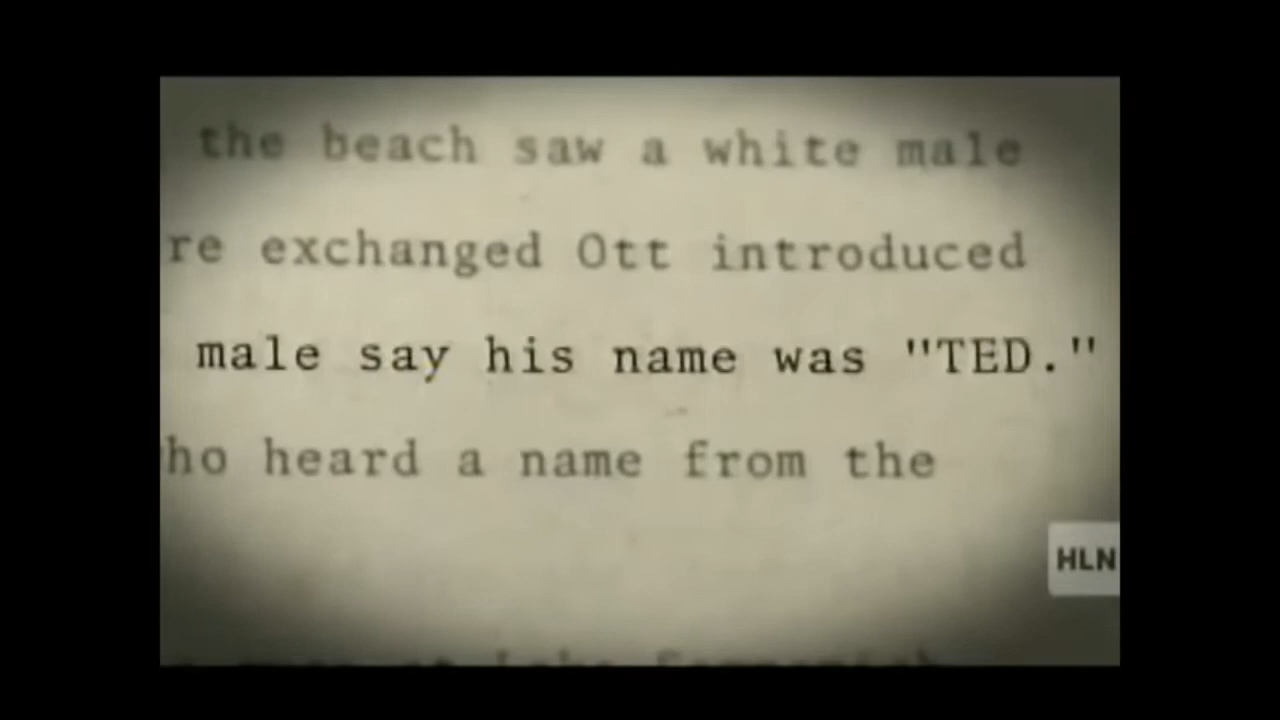 the beach saw a white male
re exchanged Ott introduced
male say his name was "TED."
ho heard a name from the
HLN